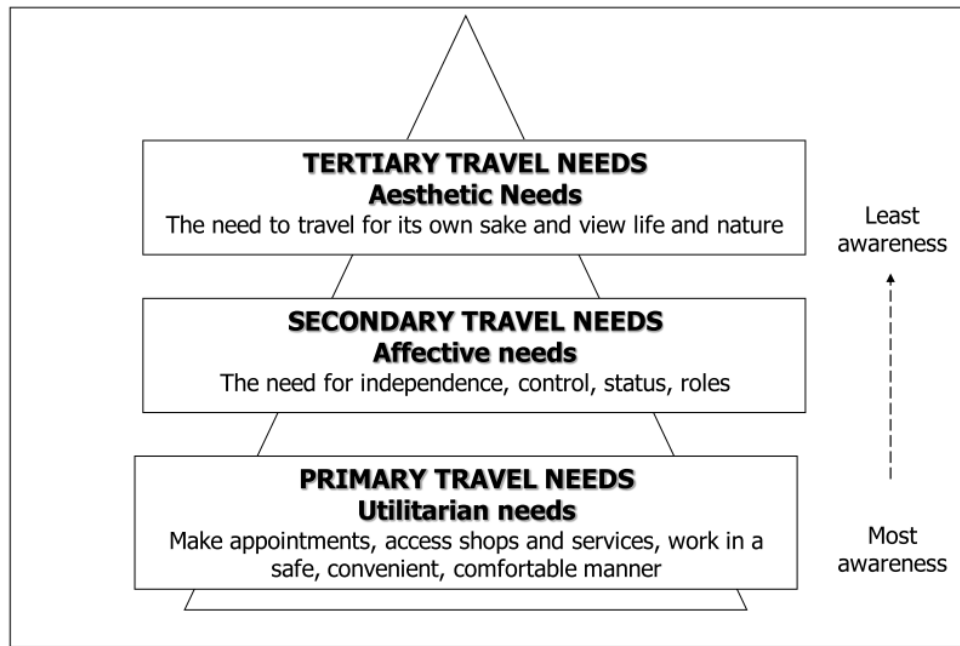 TERTIARY TRAVEL NEEDS
Aesthetic Needs
The need to travel for its own sake and view life and nature
Least
awareness
SECONDARY TRAVEL NEEDS
Affective needs
The need for independence, control, status, roles
PRIMARY TRAVEL NEEDS
Utilitarian needs
Make appointments, access shops and services, work in a
safe, convenient, comfortable manner
Most
awareness